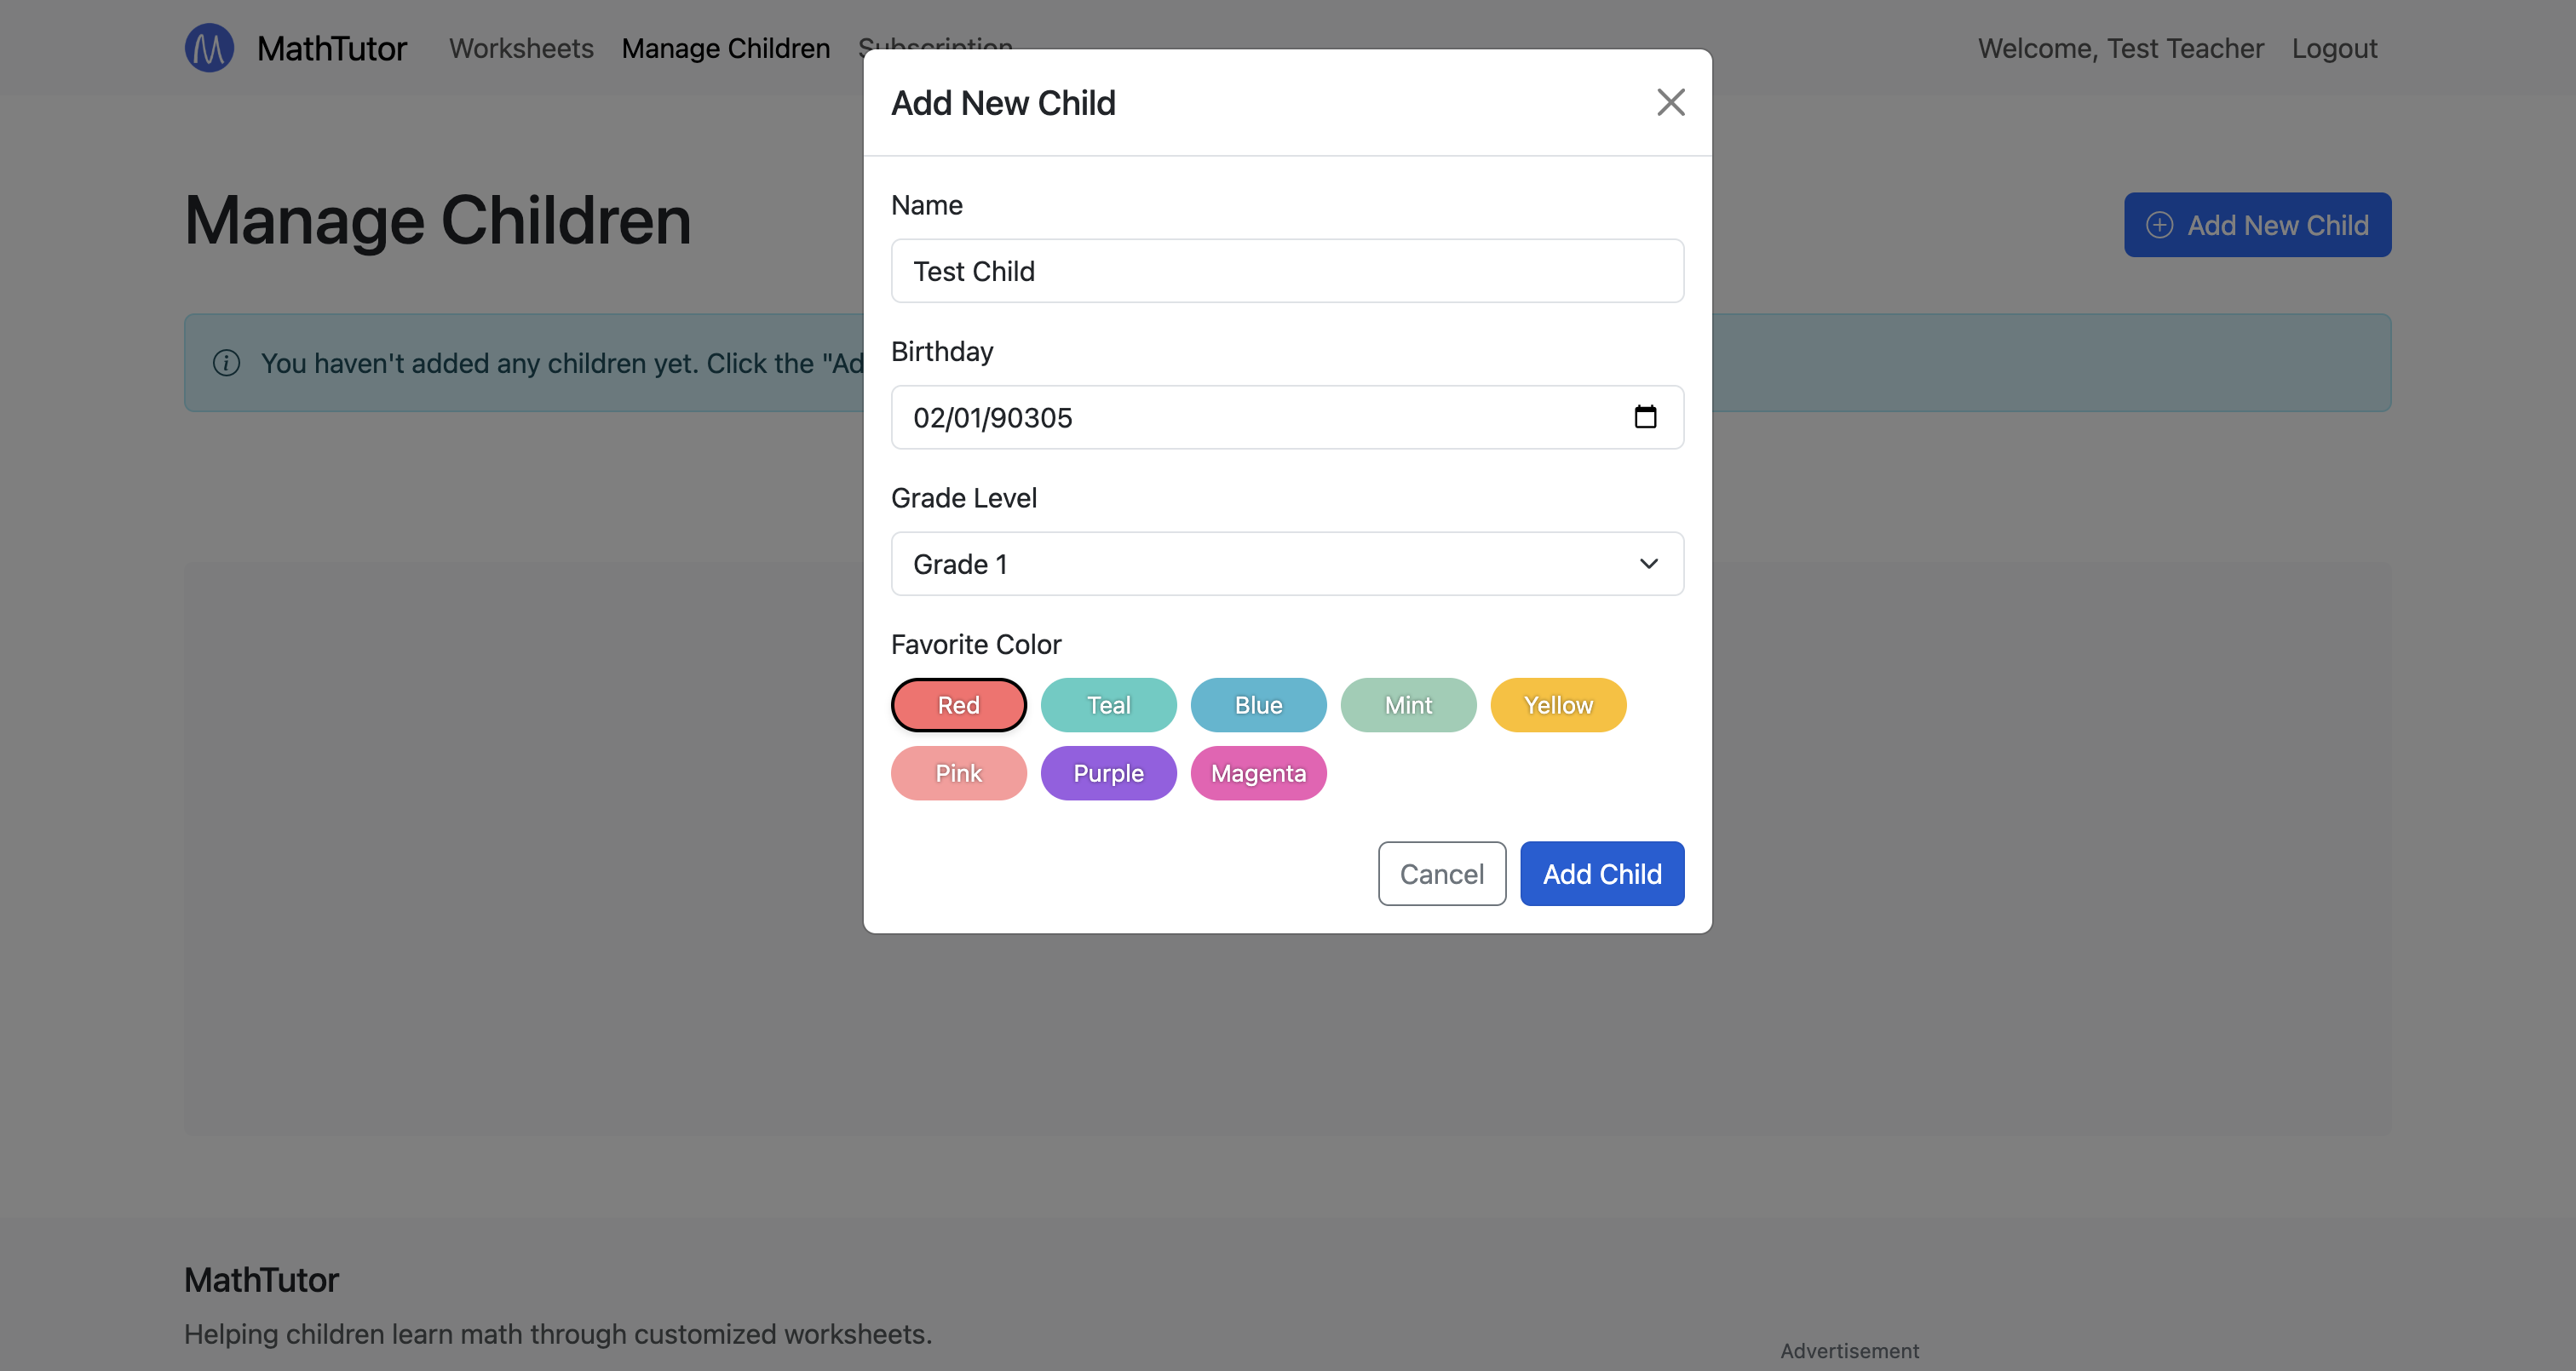 MathTutor Worksheets Manage Children Subscription Welcome, Test Teacher Logout
Add New Child
Manage Children
Add New Child
You haven't added any children yet. Click the "Ad
Name
Test Child
Birthday
02/01/90305
Grade Level
Grade 1
Favorite Color
Red Teal Blue Mint Yellow
Pink Purple Magenta
Cancel Add Child
MathTutor
Helping children learn math through customized worksheets.
Advertisement